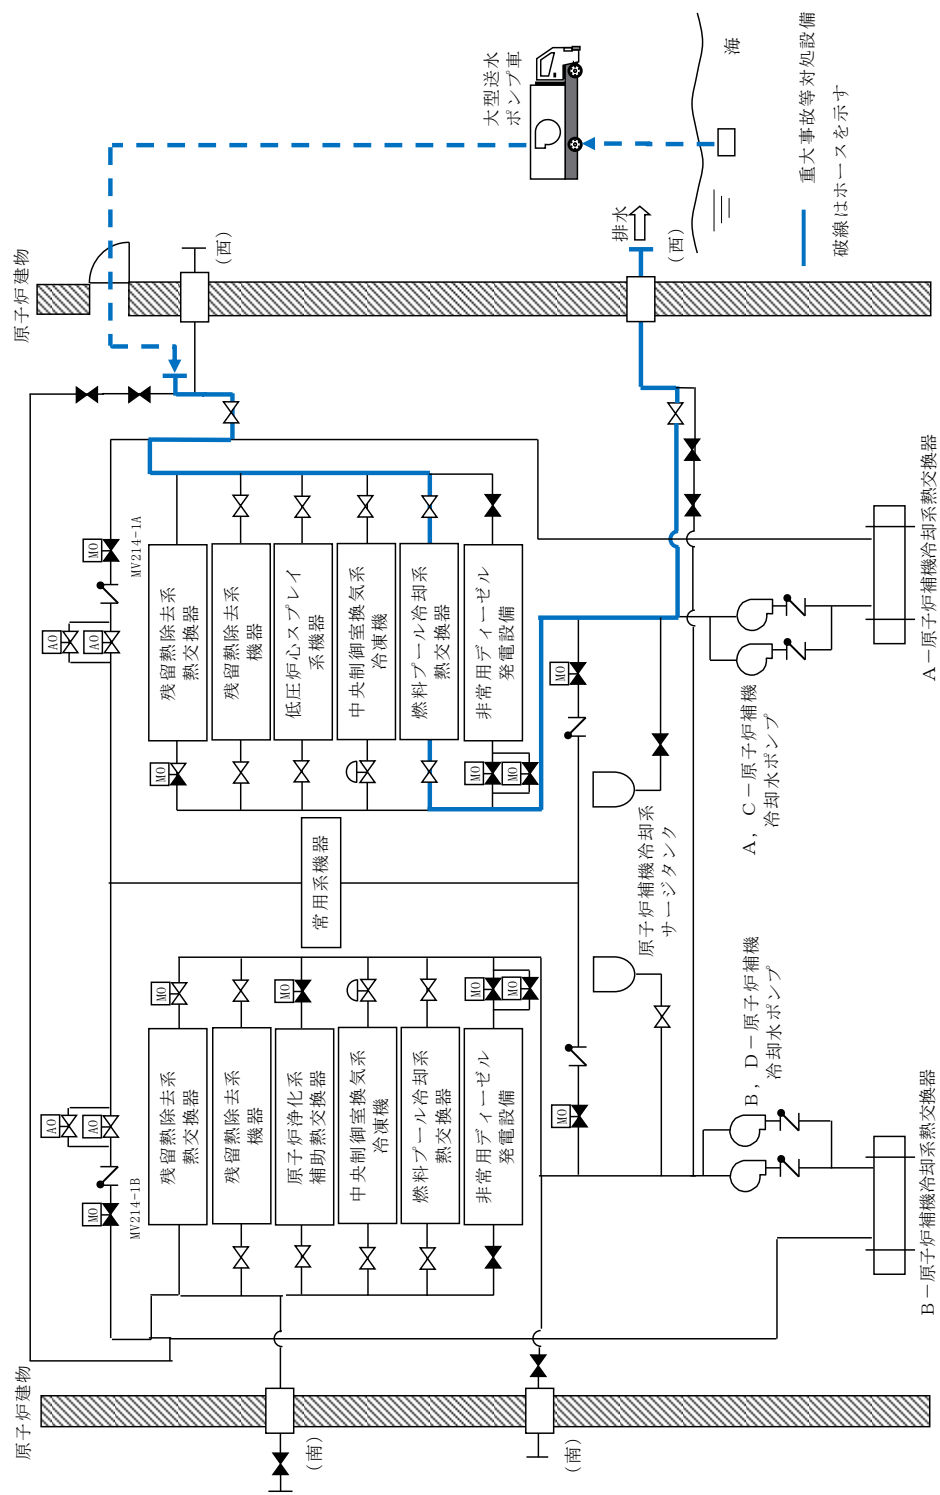 重大事故等対処設備
破線はホースを示す
海
大型送水
ポンプ車
原子炉建物
(西)
排水
(西)
MO
MV214-1A
AO
AO
残留熱除去系
熱交換器
残留熱除去系
機器
低圧炉心スプレイ
系機器
中央制御室換気系
冷凍機
燃料プール冷却系
熱交換器
非常用ディーゼル
発電設備
MO
MO
MO
MO
A－原子炉補機冷却系熱交換器
A，C－原子炉補機
冷却水ポンプ
原子炉補機冷却系
サージタンク
常用系機器
MO
MO
MO
MO
MO
B，D－原子炉補機
冷却水ポンプ
残留熱除去系
熱交換器
残留熱除去系
機器
原子炉浄化系
補助熱交換器
中央制御室換気系
冷凍機
燃料プール冷却系
熱交換器
非常用ディーゼル
発電設備
AO
AO
MO
MV214-1B
B－原子炉補機冷却系熱交換器
原子炉建物
(南)
(南)